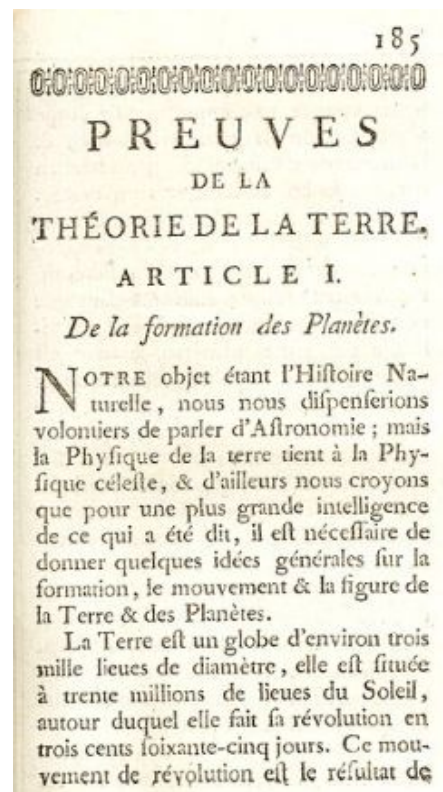 185
PREUVES
DE LA
THÉORIE DE LA TERRE.
ARTICLE I.
De la formation des Planètes.
NOTRE objet étant l'Hiſtoire Na-
turelle, nous nous diſpenſerions
volontiers de parler d'Aſtronomie; mais
la Phyſique de la terre tient à la Phy-
ſique céleſte, & d'ailleurs nous croyons
que pour une plus grande intelligence
de ce qui a été dit, il eſt néceſſaire de
donner quelques idées générales ſur la
formation, le mouvement & la figure de
la Terre & des Planètes.
La Terre eſt un globe d'environ trois
mille lieues de diamètre, elle eſt ſituée
à trente millions de lieues du Soleil,
autour duquel elle fait ſa révolution en
trois cents ſoixante-cinq jours. Ce mou-
vement de révolution eſt le réſultat de